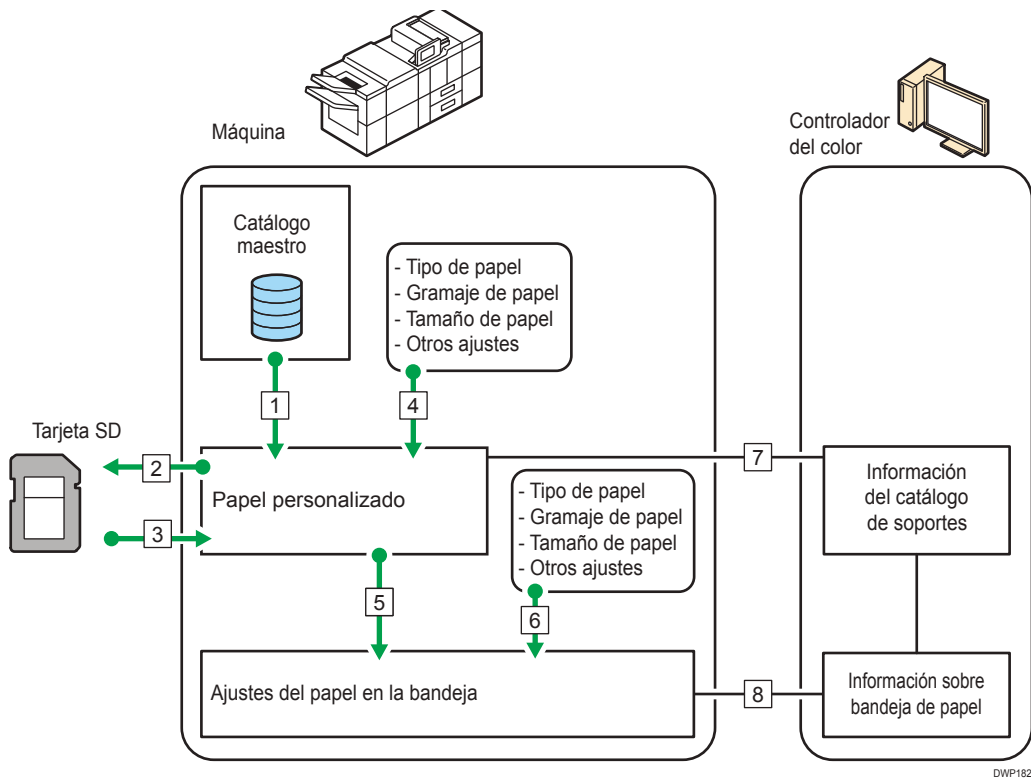 Máquina
Controlador
del color
Catálogo
maestro
- Tipo de papel
- Gramaje de papel
- Tamaño de papel
- Otros ajustes
1
4
Tarjeta SD
2
3
Papel personalizado
7
Información
del catálogo
de soportes
- Tipo de papel
- Gramaje de papel
- Tamaño de papel
- Otros ajustes
5
6
Ajustes del papel en la bandeja
8
Información sobre
bandeja de papel
DWP182